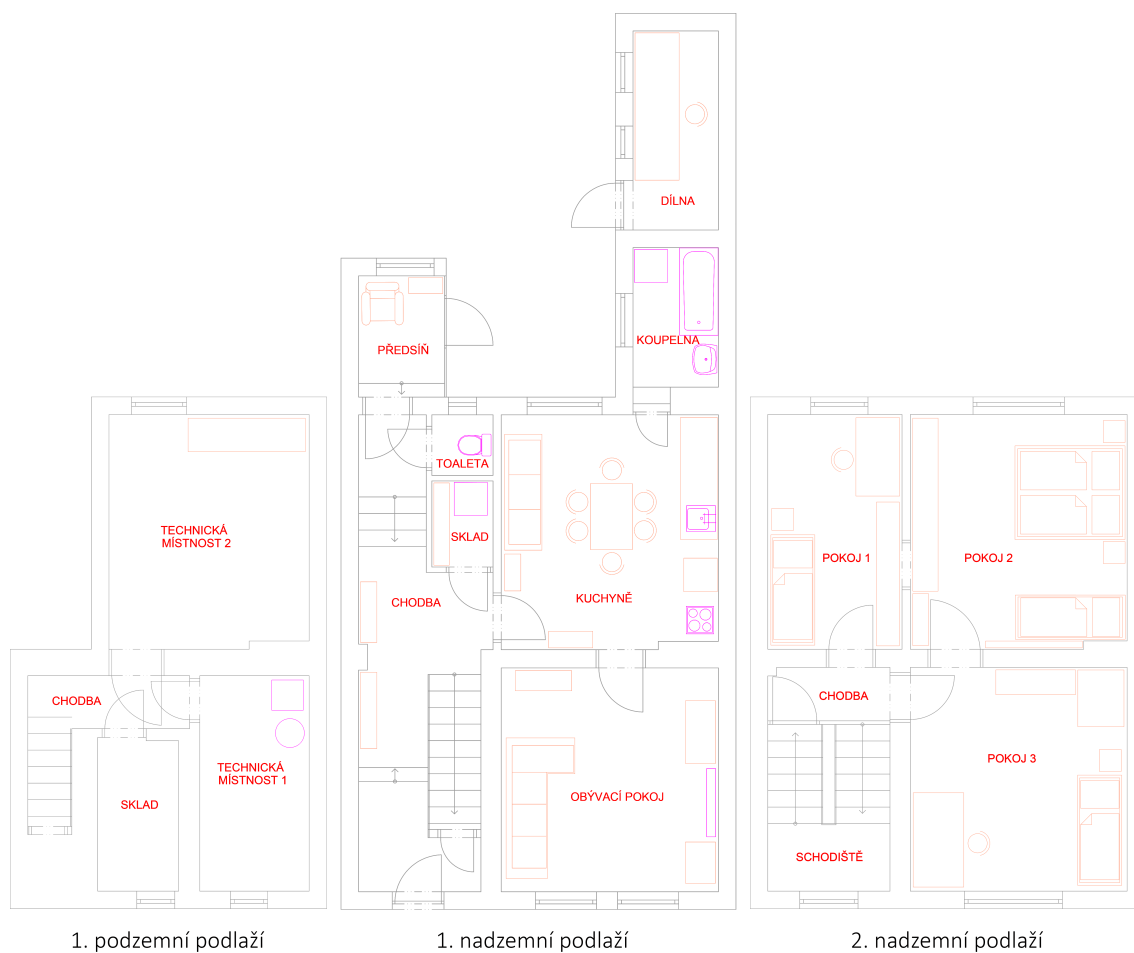 TECHNICKÁ
MÍSTNOST 2
CHODBA
TECHNICKÁ
MÍSTNOST 1
SKLAD
1. podzemní podlaží
DÍLNA
KOUPELNA
PŘEDSÍŇ
TOALETA
SKLAD
CHODBA
KUCHYNĚ
OBÝVACÍ POKOJ
1. nadzemní podlaží
POKOJ 1
POKOJ 2
CHODBA
POKOJ 3
SCHODIŠTĚ
2. nadzemní podlaží